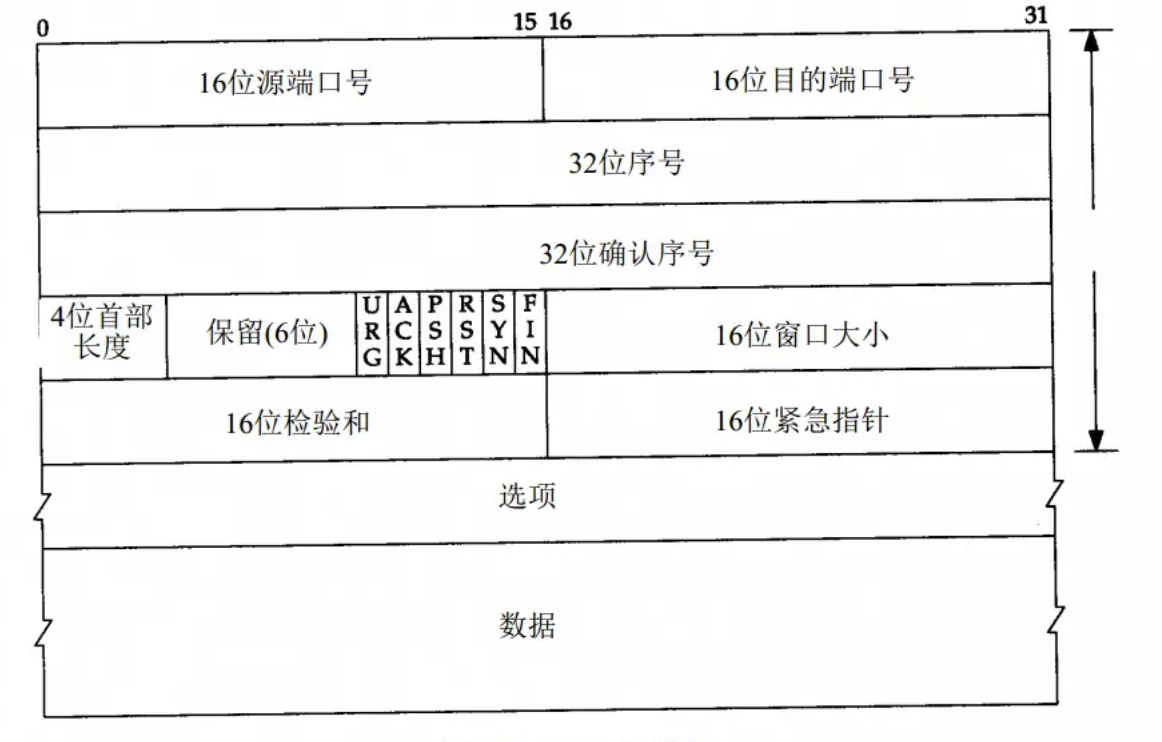 0 15 16 31
16位源端口号 16位目的端口号
32位序号
32位确认序号
4位首部长度 保留(6位) URG ACK PSH RST SYN FIN 16位窗口大小
16位检验和 16位紧急指针
选项
数据